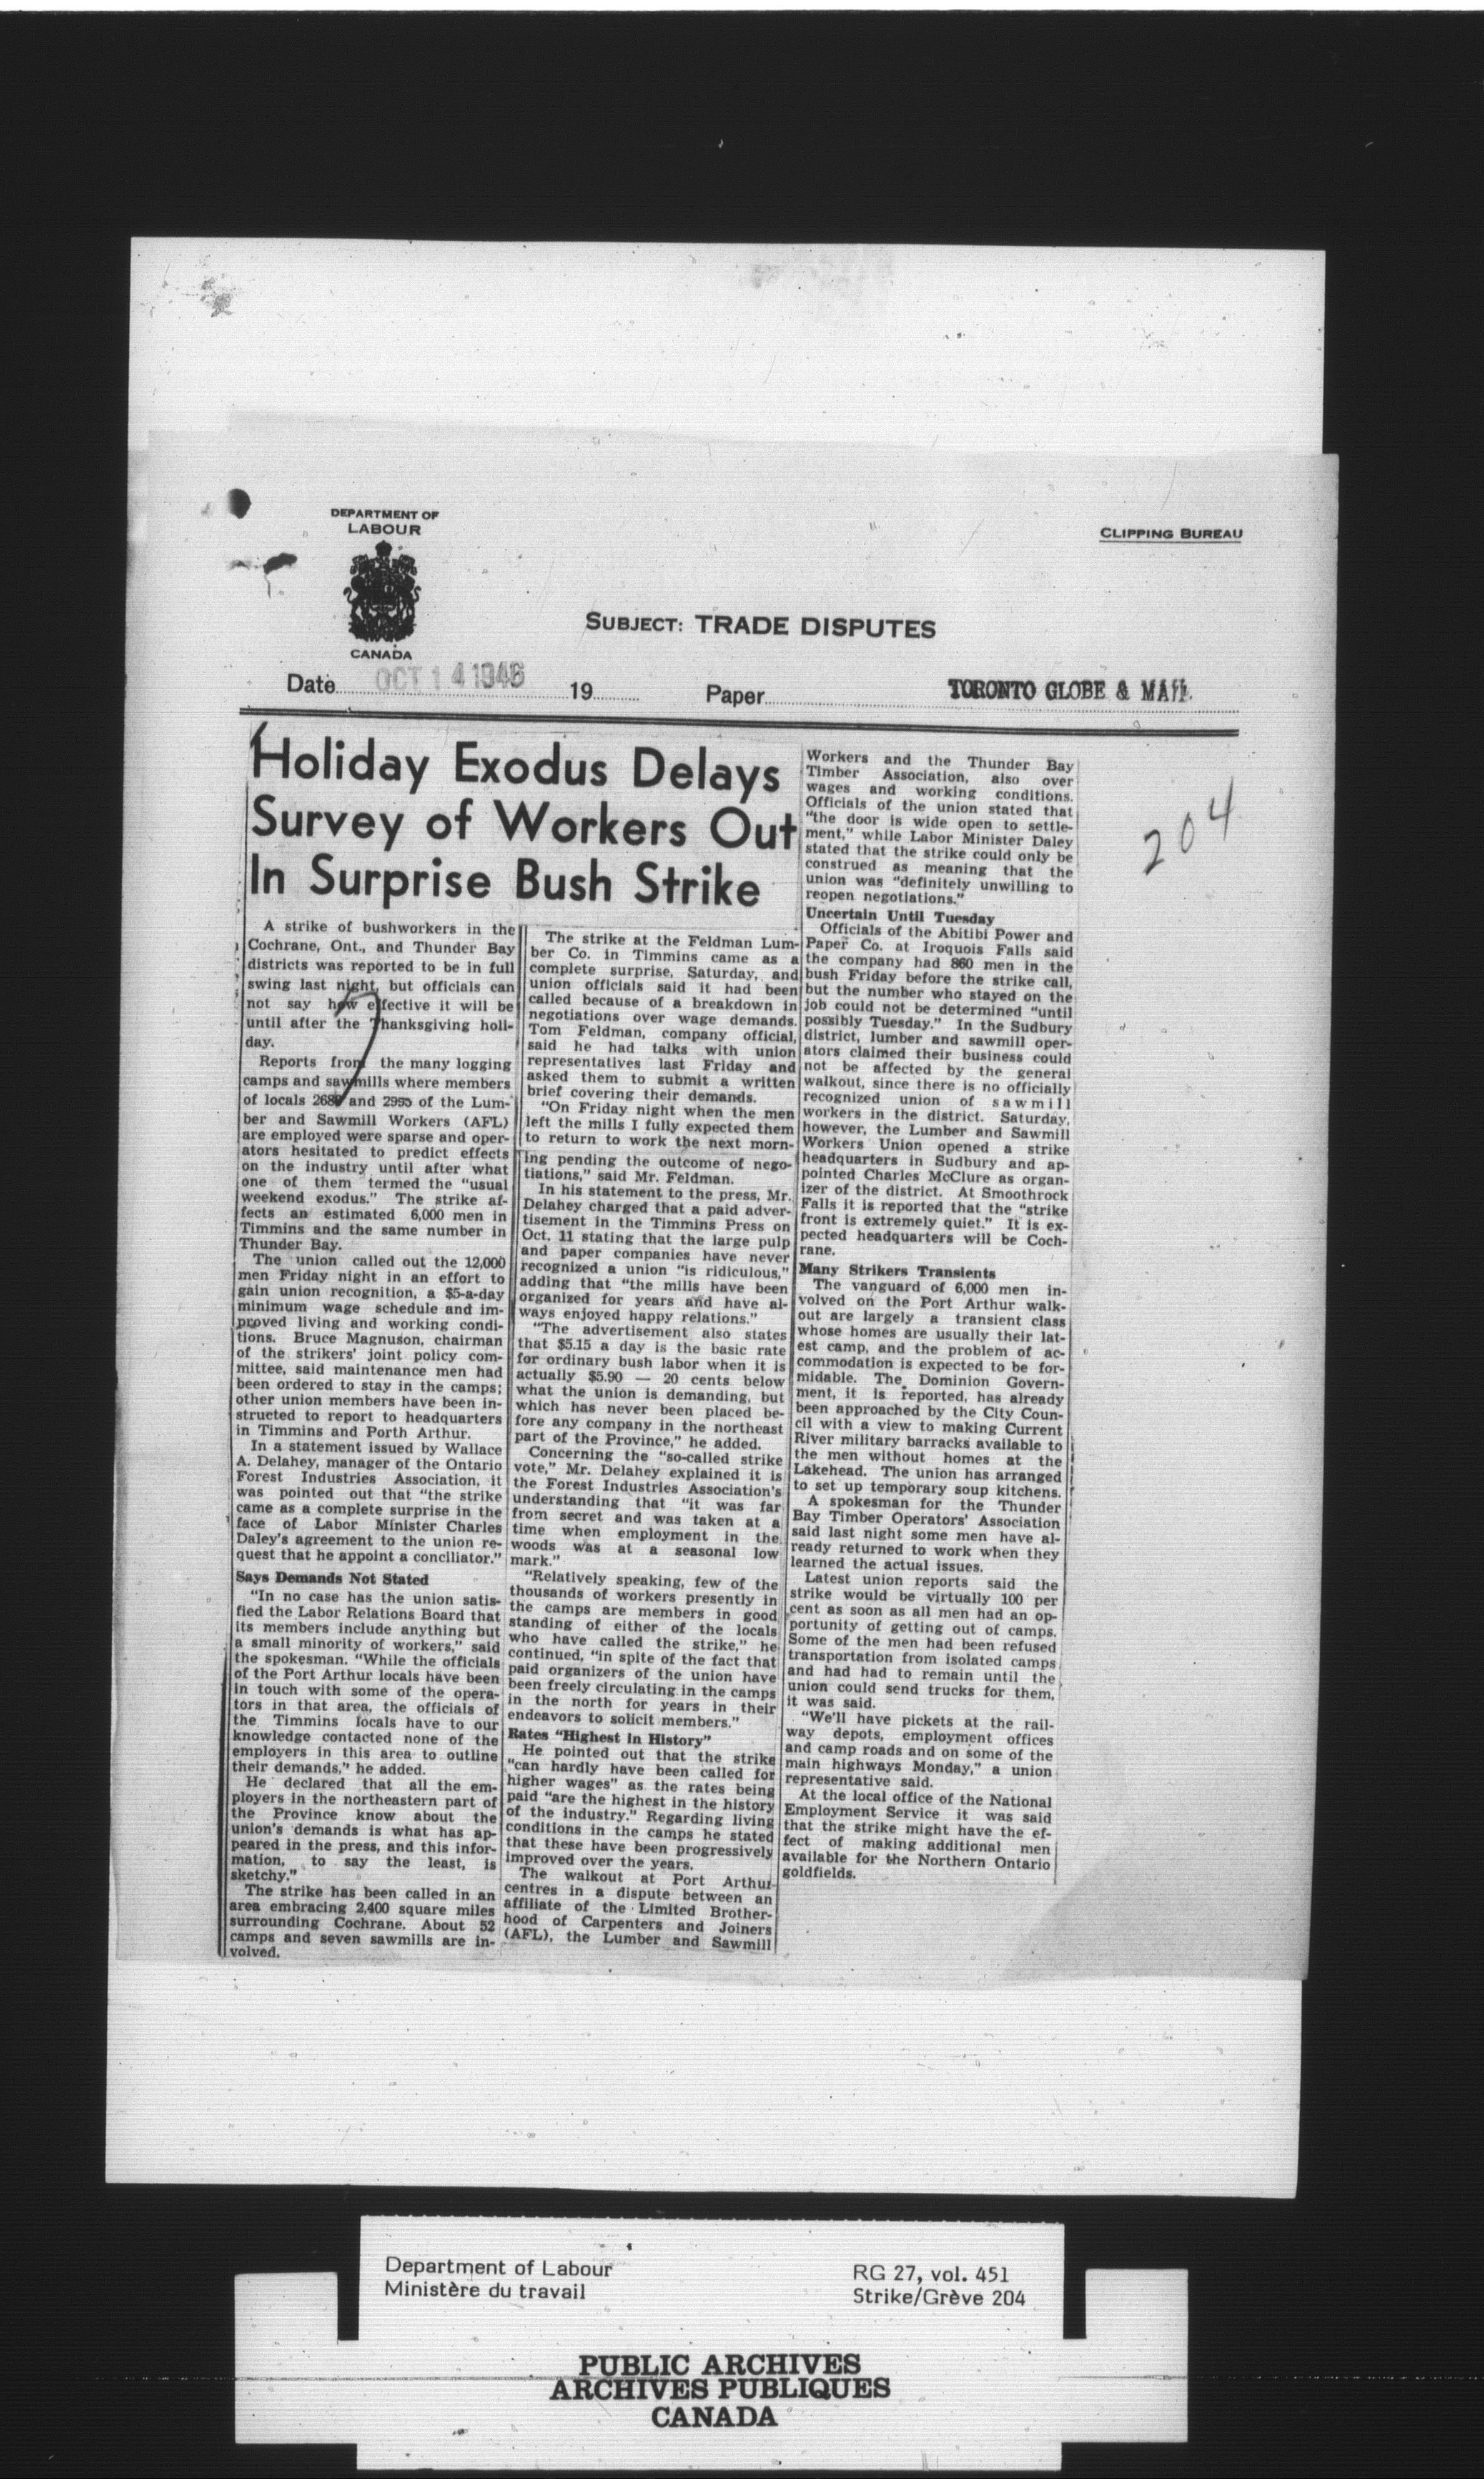 DEPARTMENT OF
LABOUR
CANADA
CLIPPING BUREAU
SUBJECT: TRADE DISPUTES
Date OCT 14 1946 19 Paper TORONTO GLOBE & MAIL
204
Holiday Exodus Delays
Survey of Workers Out
In Surprise Bush Strike
A strike of bushworkers in the
Cochrane, Ont., and Thunder Bay
districts was reported to be in full
swing last night, but officials can
not say how effective it will be
until after the Thanksgiving holi-
day.
Reports from the many logging
camps and sawmills where members
of locals and 2995 of the Lum-
ber and Sawmill Workers (AFL)
are employed were sparse and oper-
ators hesitated to predict effects
on the industry until after what
one of them termed the "usual
weekend exodus." The strike af-
fects an estimated 6,000 men in
Timmins and the same number in
Thunder Bay.
The union called out the 12,000
men Friday night in an effort to
gain union recognition, a $5-a-day
minimum wage schedule and im-
proved living and working condi-
tions. Bruce Magnuson, chairman
of the strikers' joint policy com-
mittee, said maintenance men had
been ordered to stay in the camps;
other union members have been in-
structed to report to headquarters
in Timmins and Porth Arthur.
In a statement issued by Wallace
A. Delahey, manager of the Ontario
Forest Industries Association, it
was pointed out that "the strike
came as a complete surprise in the
face of Labor Minister Charles
Daley's agreement to the union re-
quest that he appoint a conciliator."
Says Demands Not Stated
"In no case has the union satis-
fied the Labor Relations Board that
its members include anything but
a small minority of workers," said
the spokesman. "While the officials
of the Port Arthur locals have been
in touch with some of the opera-
tors in that area, the officials of
the Timmins locals have to our
knowledge contacted none of the
employers in this area to outline
their demands," he added.
He declared that all the em-
ployers in the northeastern part of
the Province know about the
union's demands is what has ap-
peared in the press, and this infor-
mation, to say the least, is
sketchy."
The strike has been called in an
area embracing 2,400 square miles
surrounding Cochrane. About 52
camps and seven sawmills are in-
volved.
The strike at the Feldman Lum-
ber Co. in Timmins came as a
complete surprise, Saturday, and
union officials said it had been
called because of a breakdown in
negotiations over wage demands.
Tom Feldman, company official,
said he had talks with union
representatives last Friday and
asked them to submit a written
brief covering their demands.
"On Friday night when the men
left the mills I fully expected them
to return to work the next morn-
ing pending the outcome of nego-
tiations," said Mr. Feldman.
In his statement to the press, Mr.
Delahey charged that a paid adver-
tisement in the Timmins Press on
Oct. 11 stating that the large pulp
and paper companies have never
recognized a union "is ridiculous,"
adding that "the mills have been
organized for years and have al-
ways enjoyed happy relations."
"The advertisement also states
that $5.15 a day is the basic rate
for ordinary bush labor when it is
actually $5.90 — 20 cents below
what the union is demanding, but
which has never been placed be-
fore any company in the northeast
part of the Province," he added.
Concerning the "so-called strike
vote," Mr. Delahey explained it is
the Forest Industries Association's
understanding that "it was far
from secret and was taken at a
time when employment in the
woods was at a seasonal low
mark."
"Relatively speaking, few of the
thousands of workers presently in
the camps are members in good
standing of either of the locals
who have called the strike," he
continued, "in spite of the fact that
paid organizers of the union have
been freely circulating in the camps
in the north for years in their
endeavors to solicit members."
Rates "Highest in History"
He pointed out that the strike
"can hardly have been called for
higher wages" as the rates being
paid "are the highest in the history
of the industry." Regarding living
conditions in the camps he stated
that these have been progressively
improved over the years.
The walkout at Port Arthur
centres in a dispute between an
affiliate of the Limited Brother-
hood of Carpenters and Joiners
(AFL), the Lumber and Sawmill
Workers and the Thunder Bay
Timber Association, also over
wages and working conditions.
Officials of the union stated that
"the door is wide open to settle-
ment," while Labor Minister Daley
stated that the strike could only be
construed as meaning that the
union was "definitely unwilling to
reopen negotiations."
Uncertain Until Tuesday
Officials of the Abitibi Power and
Paper Co. at Iroquois Falls said
the company had 860 men in the
bush Friday before the strike call,
but the number who stayed on the
job could not be determined "until
possibly Tuesday." In the Sudbury
district, lumber and sawmill oper-
ators claimed their business could
not be affected by the general
walkout, since there is no officially
recognized union of sawmill
workers in the district. Saturday,
however, the Lumber and Sawmill
Workers Union opened a strike
headquarters in Sudbury and ap-
pointed Charles McClure as organ-
izer of the district. At Smoothrock
Falls it is reported that the "strike
front is extremely quiet." It is ex-
pected headquarters will be Coch-
rane.
Many Strikers Transients
The vanguard of 6,000 men in-
volved on the Port Arthur walk-
out are largely a transient class
whose homes are usually their lat-
est camp, and the problem of ac-
commodation is expected to be for-
midable. The Dominion Govern-
ment, it is reported, has already
been approached by the City Coun-
cil with a view to making Current
River military barracks available to
the men without homes at the
Lakehead. The union has arranged
to set up temporary soup kitchens.
A spokesman for the Thunder
Bay Timber Operators' Association
said last night some men have al-
ready returned to work when they
learned the actual issues.
Latest union reports said the
strike would be virtually 100 per
cent as soon as all men had an op-
portunity of getting out of camps.
Some of the men had been refused
transportation from isolated camps
and had had to remain until the
union could send trucks for them,
it was said.
"We'll have pickets at the rail-
way depots, employment offices
and camp roads and on some of the
main highways Monday," a union
representative said.
At the local office of the National
Employment Service it was said
that the strike might have the ef-
fect of making additional men
available for the Northern Ontario
goldfields.
Department of Labour
Ministère du travail
RG 27, vol. 451
Strike/Grève 204
PUBLIC ARCHIVES
ARCHIVES PUBLIQUES
CANADA